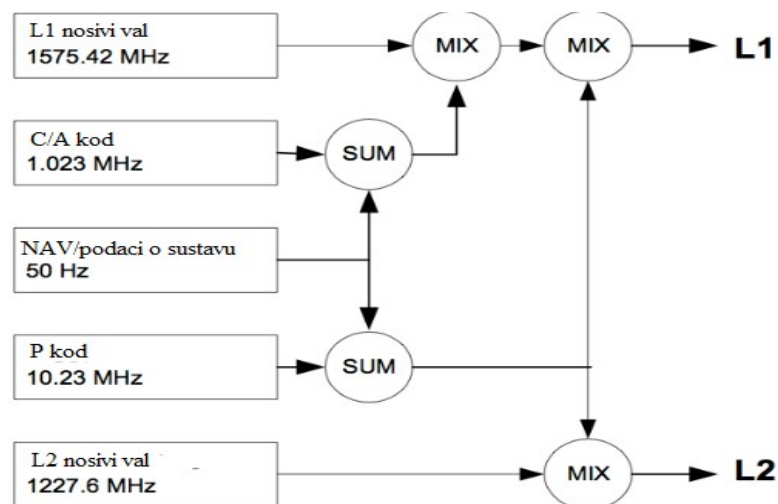 L1 nosivi val
1575.42 MHz
MIX
MIX
L1
C/A kod
1.023 MHz
SUM
NAV/podaci o sustavu
50 Hz
P kod
10.23 MHz
SUM
L2 nosivi val
1227.6 MHz
MIX
L2